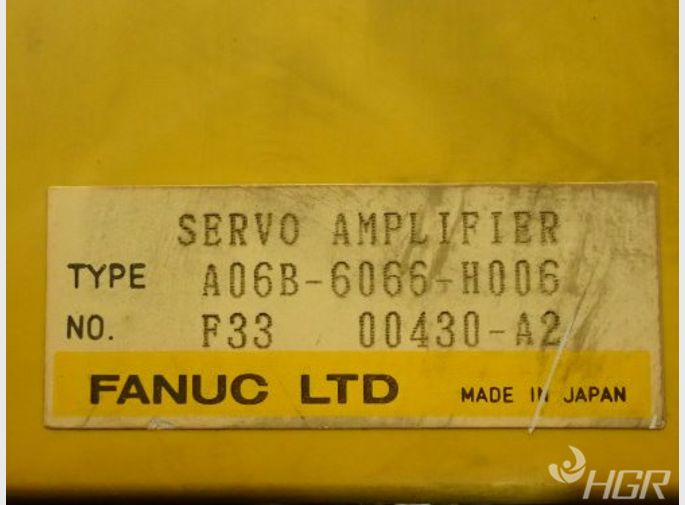 SERVO AMPLIFIER
TYPE A06B-6066-H006
NO. F33 00430-A2
FANUC LTD MADE IN JAPAN
HGR